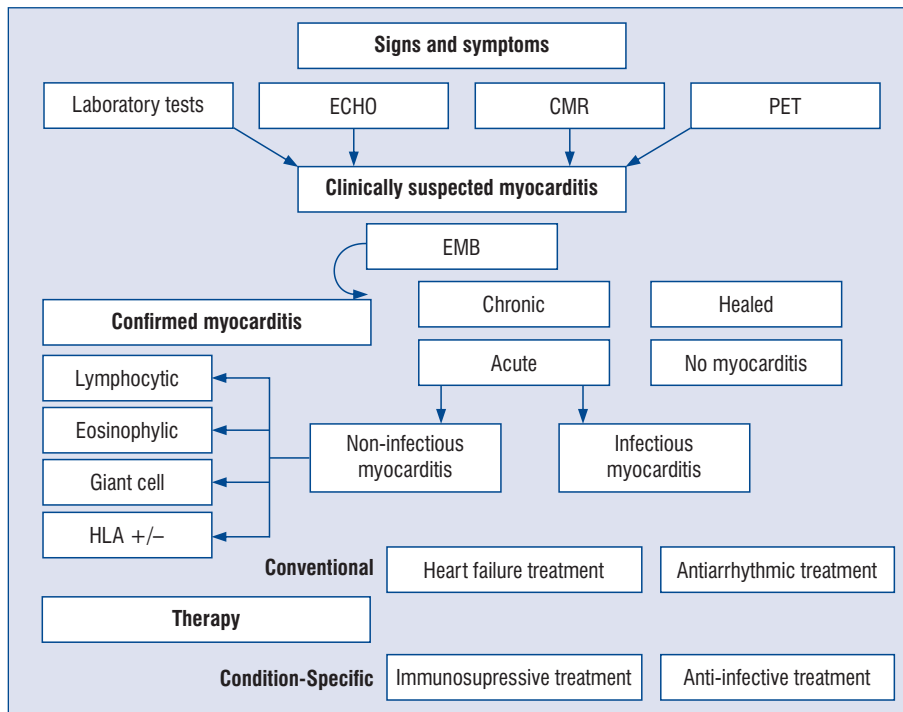 Signs and symptoms
Laboratory tests
ECHO
CMR
PET
Clinically suspected myocarditis
EMB
Confirmed myocarditis
Chronic
Healed
Acute
No myocarditis
Lymphocytic
Eosinophylic
Giant cell
HLA +/–
Non-infectious
myocarditis
Infectious
myocarditis
Conventional
Heart failure treatment
Antiarrhythmic treatment
Therapy
Condition-Specific
Immunosupressive treatment
Anti-infective treatment